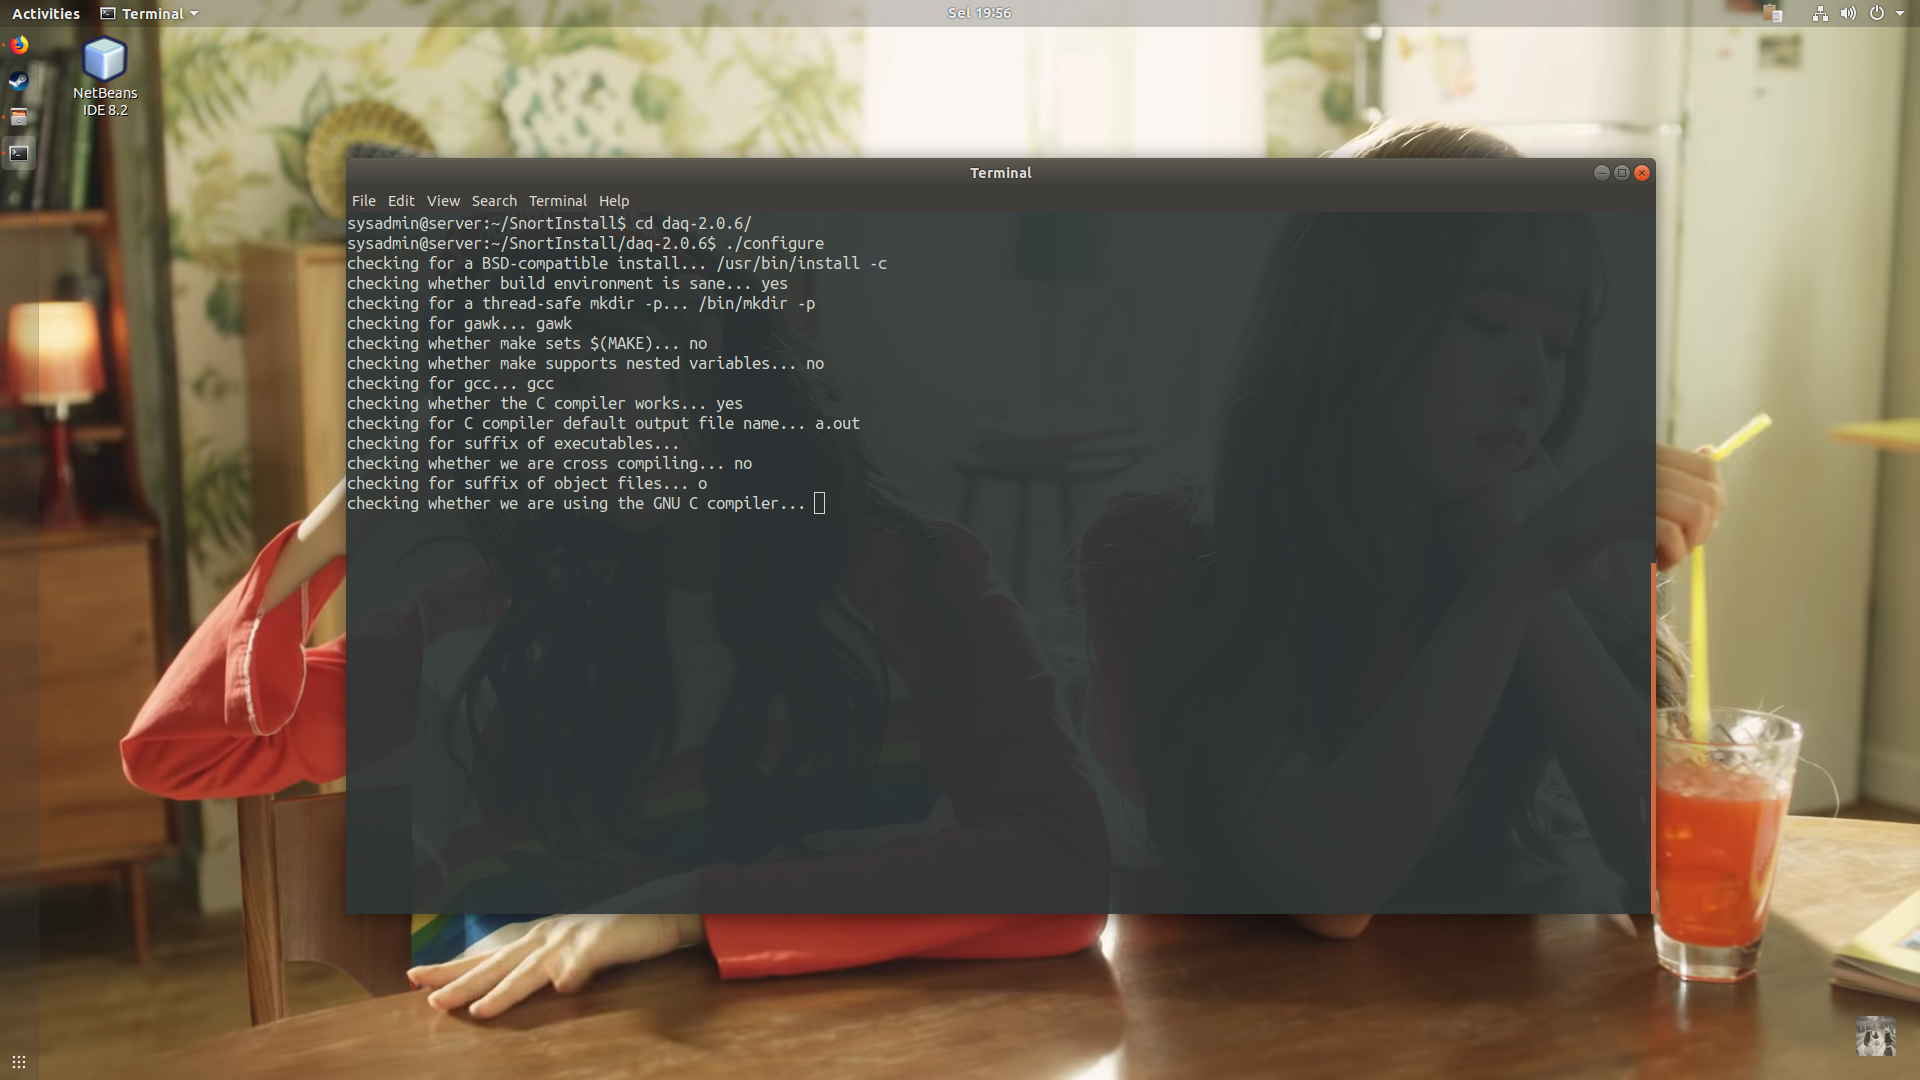 Activities Terminal Sel 19:56
NetBeans
IDE 8.2
Terminal
File Edit View Search Terminal Help
sysadmin@server:~/SnortInstall$ cd daq-2.0.6/
sysadmin@server:~/SnortInstall/daq-2.0.6$ ./configure
checking for a BSD-compatible install... /usr/bin/install -c
checking whether build environment is sane... yes
checking for a thread-safe mkdir -p... /bin/mkdir -p
checking for gawk... gawk
checking whether make sets $(MAKE)... no
checking whether make supports nested variables... no
checking for gcc... gcc
checking whether the C compiler works... yes
checking for C compiler default output file name... a.out
checking for suffix of executables...
checking whether we are cross compiling... no
checking for suffix of object files... o
checking whether we are using the GNU C compiler...